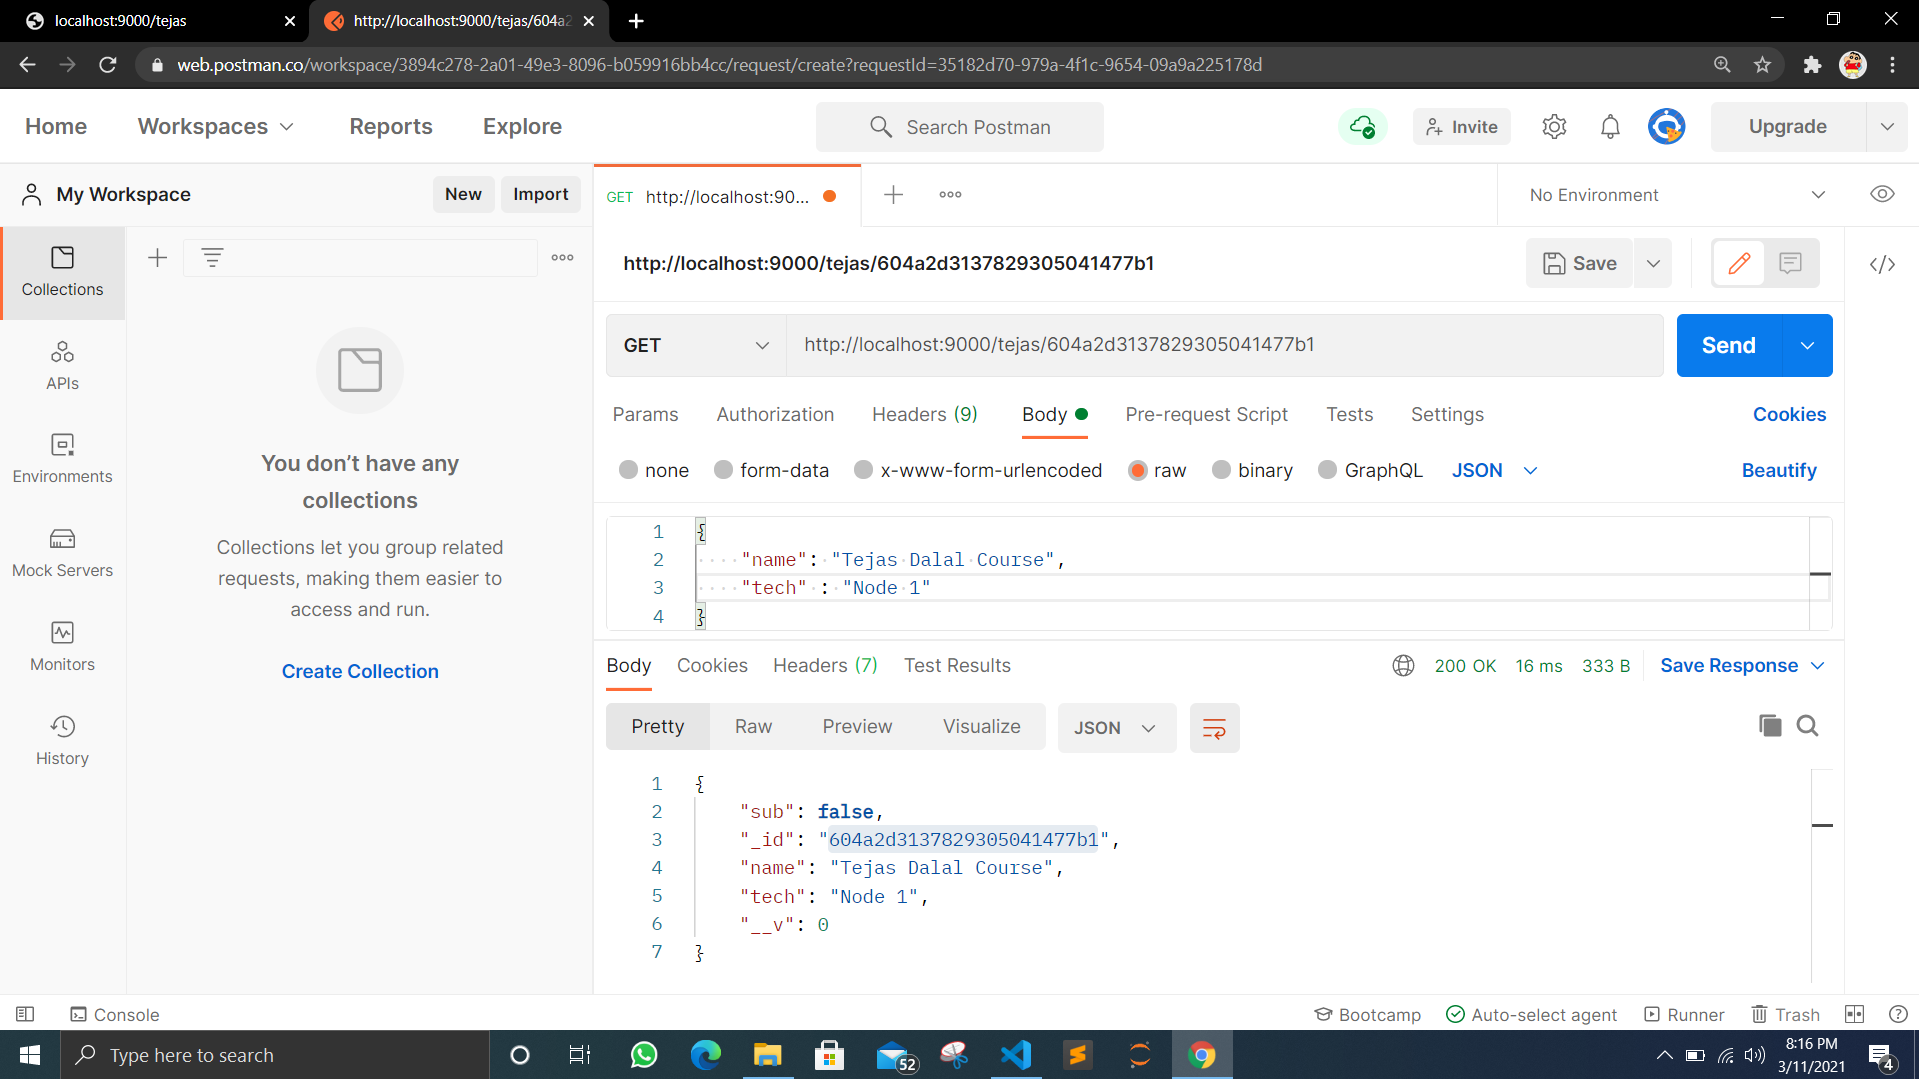 localhost:9000/tejas
http://localhost:9000/tejas/604a2
web.postman.co/workspace/3894c278-2a01-49e3-8096-b059916bb4cc/request/create?requestId=35182d70-979a-4f1c-9654-09a9a225178d
Home Workspaces Reports Explore Search Postman Invite Upgrade
My Workspace New Import
GET http://localhost:90... No Environment
Collections
APIs
Environments
Mock Servers
Monitors
History
You don't have any
collections
Collections let you group related
requests, making them easier to
access and run.
Create Collection
http://localhost:9000/tejas/604a2d3137829305041477b1 Save
GET http://localhost:9000/tejas/604a2d3137829305041477b1 Send
Params Authorization Headers (9) Body Pre-request Script Tests Settings Cookies
none form-data x-www-form-urlencoded raw binary GraphQL JSON Beautify
1 {
2 "name": "Tejas Dalal Course",
3 "tech" : "Node 1"
4 }
Body Cookies Headers (7) Test Results 200 OK 16 ms 333 B Save Response
Pretty Raw Preview Visualize JSON
1 {
2 "sub": false,
3 "_id": "604a2d3137829305041477b1",
4 "name": "Tejas Dalal Course",
5 "tech": "Node 1",
6 "__v": 0
7 }
Console Bootcamp Auto-select agent Runner Trash
Type here to search 52 8:16 PM
3/11/2021 4